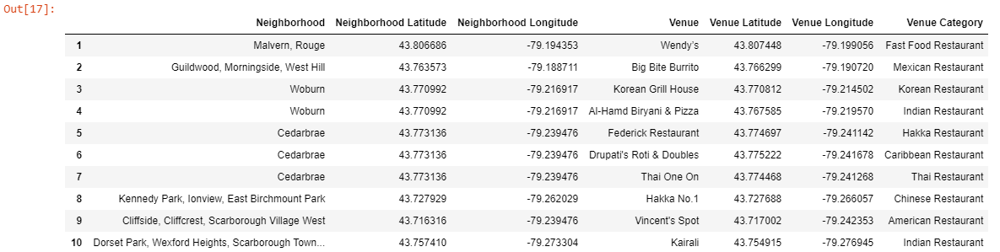 Out[17]:
Neighborhood Neighborhood Latitude Neighborhood Longitude Venue Venue Latitude Venue Longitude Venue Category
1 Malvern, Rouge 43.806686 -79.194353 Wendy's 43.807448 -79.199056 Fast Food Restaurant
2 Guildwood, Morningside, West Hill 43.763573 -79.188711 Big Bite Burrito 43.766299 -79.190720 Mexican Restaurant
3 Woburn 43.770992 -79.216917 Korean Grill House 43.770812 -79.214502 Korean Restaurant
4 Woburn 43.770992 -79.216917 Al-Hamd Biryani & Pizza 43.767585 -79.219570 Indian Restaurant
5 Cedarbrae 43.773136 -79.239476 Federick Restaurant 43.774697 -79.241142 Hakka Restaurant
6 Cedarbrae 43.773136 -79.239476 Drupati's Roti & Doubles 43.775222 -79.241678 Caribbean Restaurant
7 Cedarbrae 43.773136 -79.239476 Thai One On 43.774468 -79.241268 Thai Restaurant
8 Kennedy Park, Ionview, East Birchmount Park 43.727929 -79.262029 Hakka No.1 43.727688 -79.266057 Chinese Restaurant
9 Cliffside, Cliffcrest, Scarborough Village West 43.716316 -79.239476 Vincent's Spot 43.717002 -79.242353 American Restaurant
10 Dorset Park, Wexford Heights, Scarborough Town... 43.757410 -79.273304 Kairali 43.754915 -79.276945 Indian Restaurant